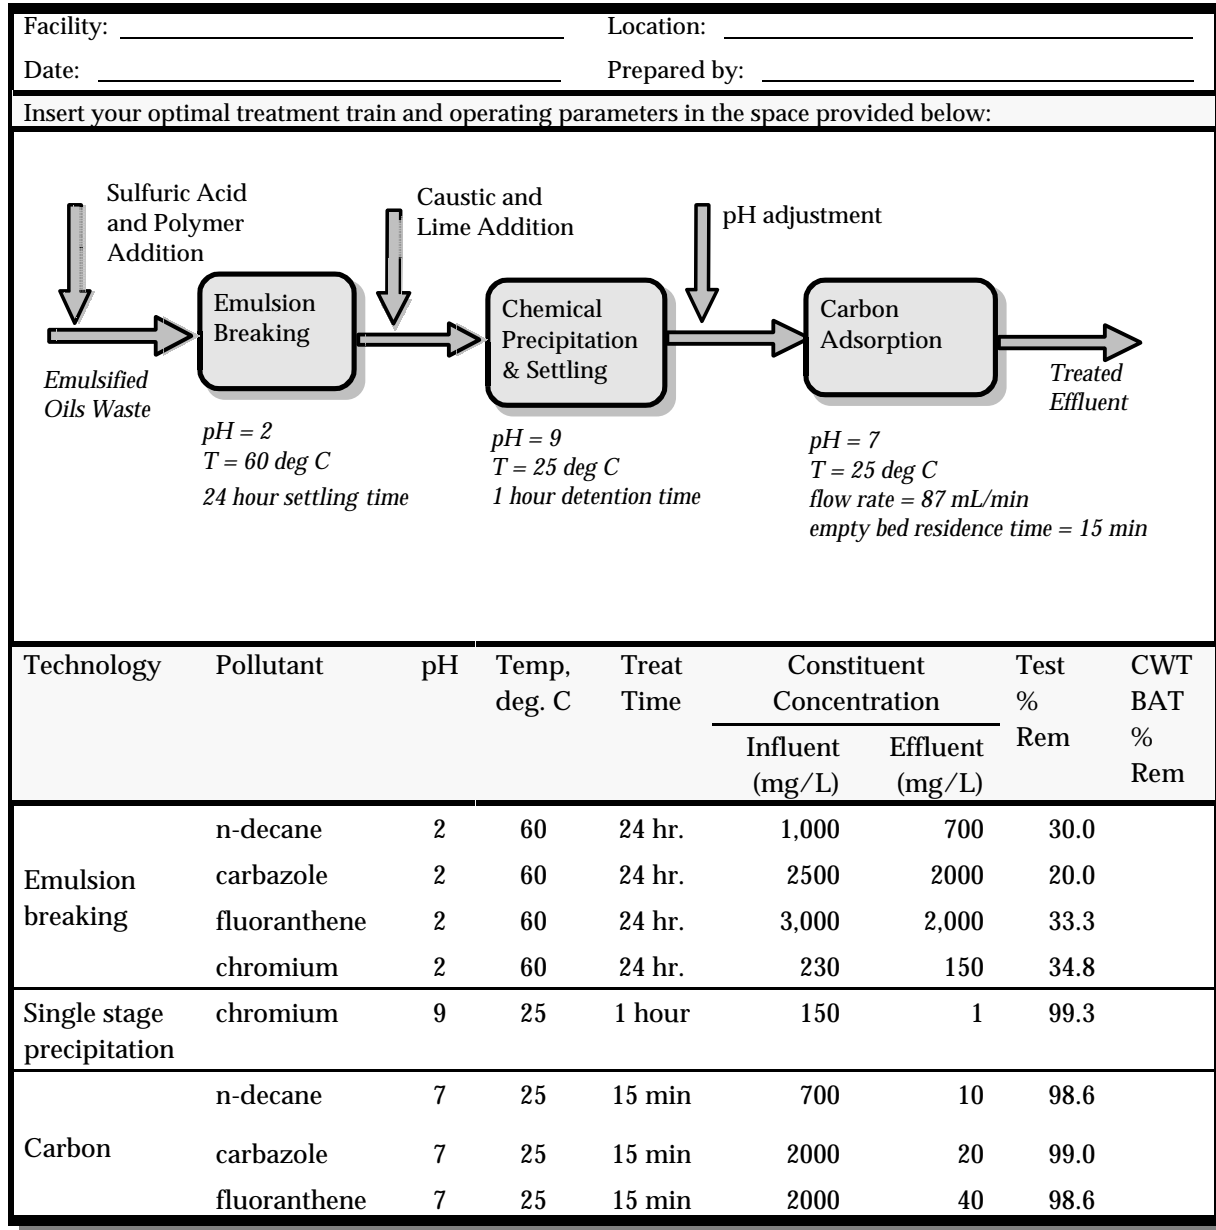 Facility: Location:
Date: Prepared by:
Insert your optimal treatment train and operating parameters in the space provided below:
Sulfuric Acid
and Polymer
Addition
Caustic and
Lime Addition
pH adjustment
Emulsion
Breaking
Chemical
Precipitation
& Settling
Carbon
Adsorption
Emulsified
Oils Waste
Treated
Effluent
pH = 2
T = 60 deg C
24 hour settling time
pH = 9
T = 25 deg C
1 hour detention time
pH = 7
T = 25 deg C
flow rate = 87 mL/min
empty bed residence time = 15 min
Technology Pollutant pH Temp, Treat Constituent Test CWT
deg. C Time Concentration % BAT
Influent Effluent Rem %
(mg/L) (mg/L) Rem
n-decane 2 60 24 hr. 1,000 700 30.0
Emulsion carbazole 2 60 24 hr. 2500 2000 20.0
breaking fluoranthene 2 60 24 hr. 3,000 2,000 33.3
chromium 2 60 24 hr. 230 150 34.8
Single stage chromium 9 25 1 hour 150 1 99.3
precipitation
n-decane 7 25 15 min 700 10 98.6
Carbon carbazole 7 25 15 min 2000 20 99.0
fluoranthene 7 25 15 min 2000 40 98.6